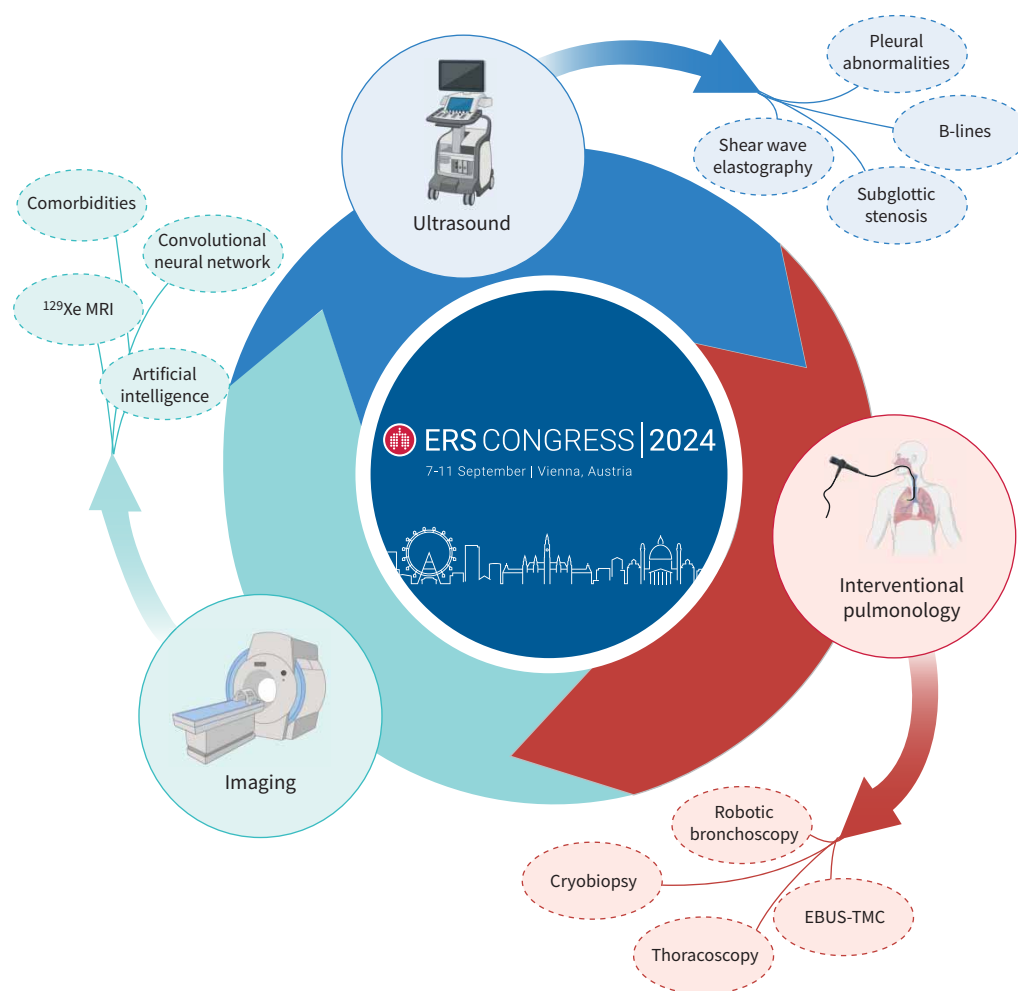 Pleural
abnormalities
B-lines
Shear wave
elastography
Subglottic
stenosis
Ultrasound
Comorbidities
Convolutional
neural network
¹²⁹Xe MRI
Artificial
intelligence
ERS CONGRESS | 2024
7-11 September | Vienna, Austria
Interventional
pulmonology
Imaging
Robotic
bronchoscopy
Cryobiopsy
EBUS-TMC
Thoracoscopy